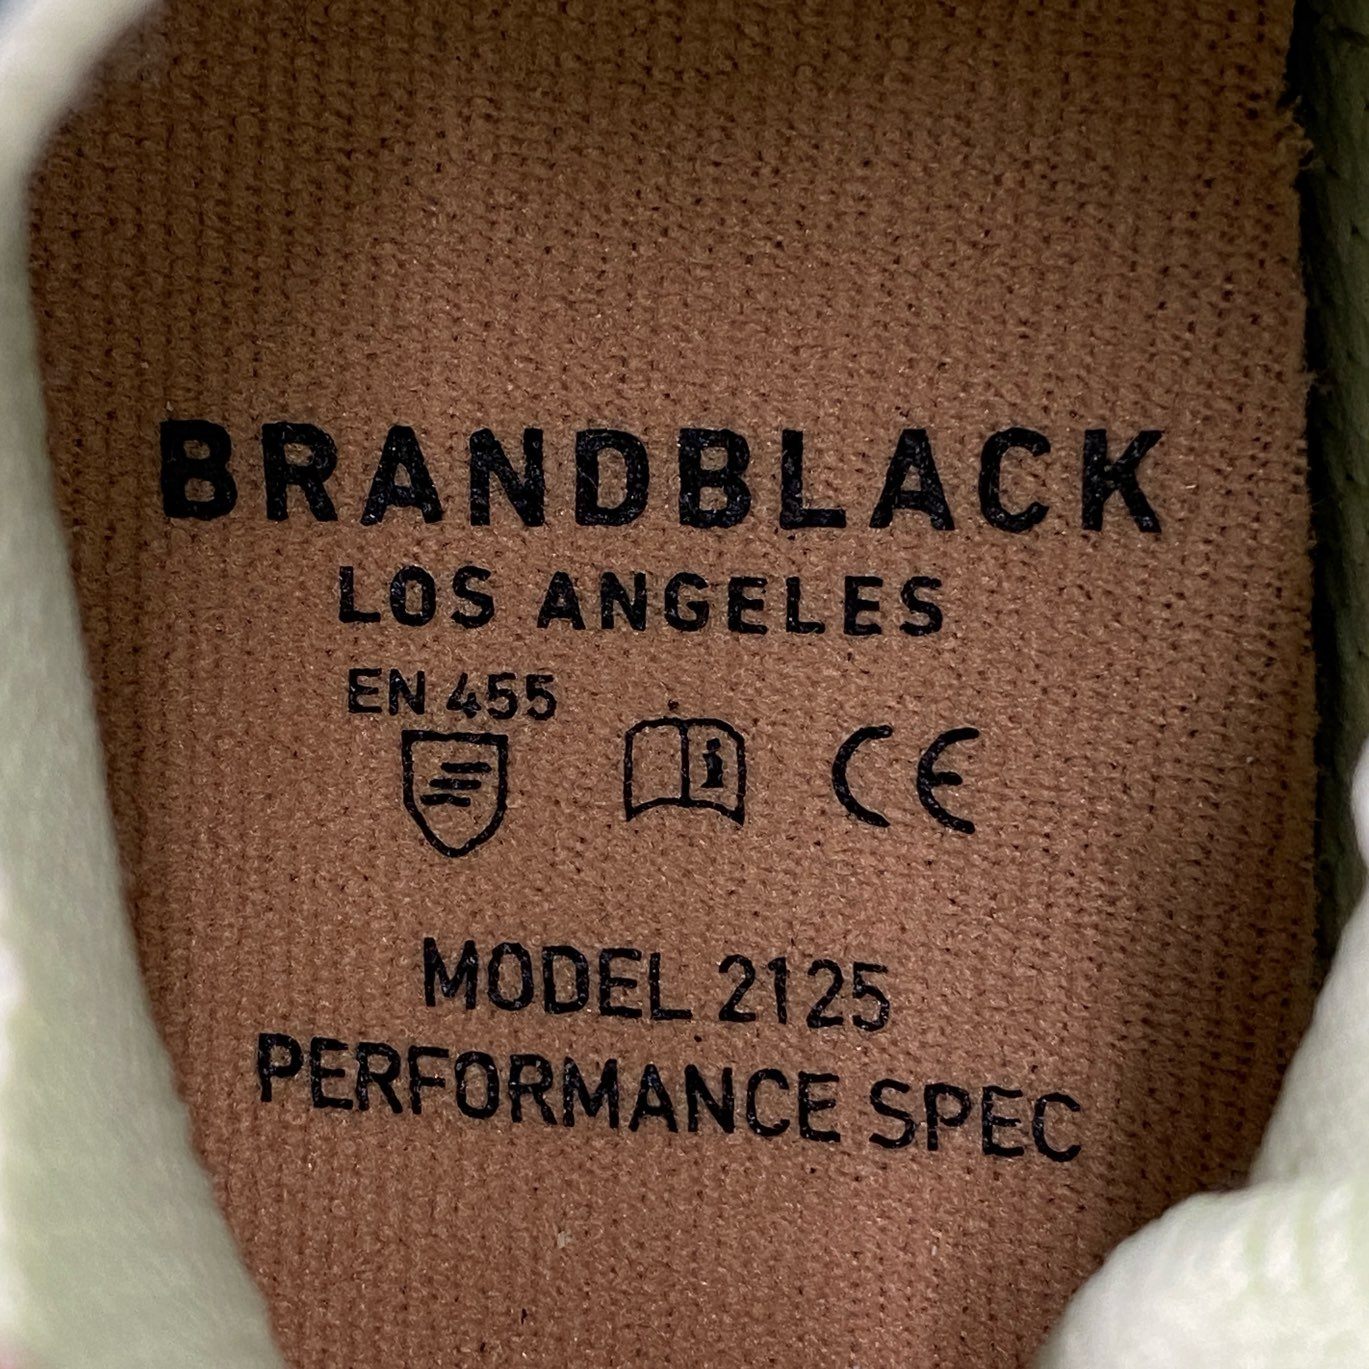 BRANDBLACK
LOS ANGELES
EN 455
i
CE
MODEL 2125
PERFORMANCE SPEC